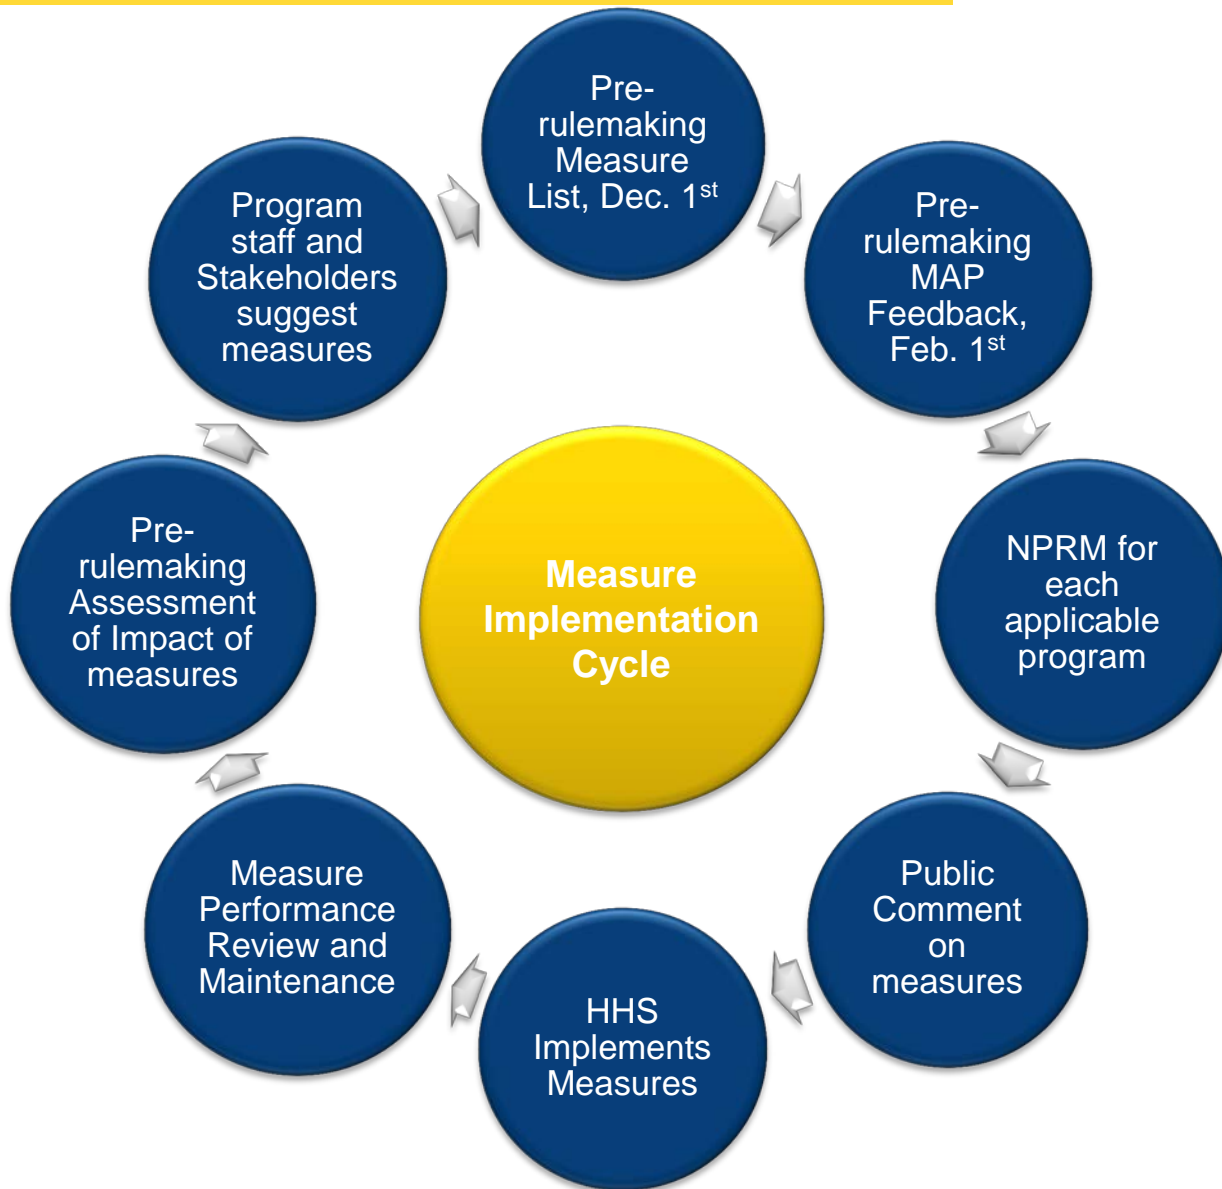 Pre-
rulemaking
Measure
List, Dec. 1st
Pre-
rulemaking
MAP
Feedback,
Feb. 1st
NPRM for
each
applicable
program
Public
Comment
on
measures
HHS
Implements
Measures
Measure
Performance
Review and
Maintenance
Pre-
rulemaking
Assessment
of Impact of
measures
Program
staff and
Stakeholders
suggest
measures
Measure
Implementation
Cycle